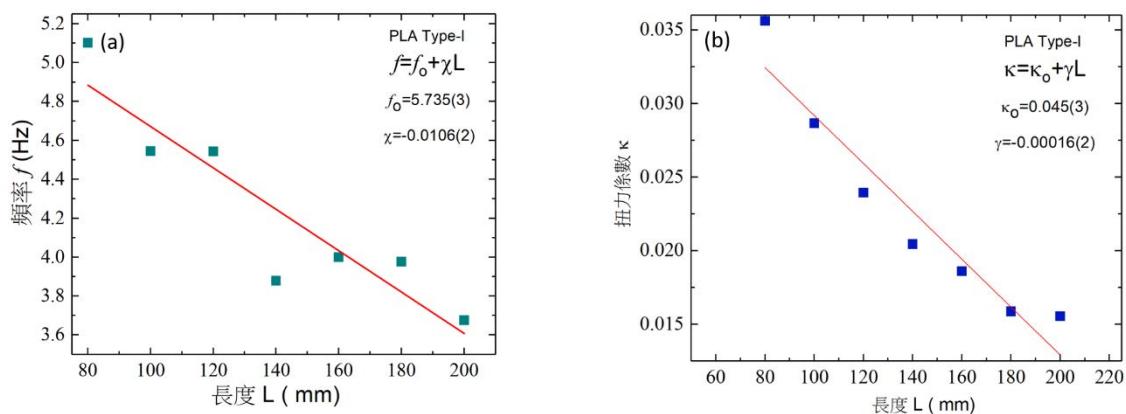 (a)
PLA Type-I
f=fo+χL
fo=5.735(3)
χ=-0.0106(2)
頻率 f (Hz)
5.2
5.0
4.8
4.6
4.4
4.2
4.0
3.8
3.6
80 100 120 140 160 180 200
長度 L ( mm)
(b)
PLA Type-I
κ=κo+γL
κo=0.045(3)
γ=-0.00016(2)
扭力係數 κ
0.035
0.030
0.025
0.020
0.015
60 80 100 120 140 160 180 200 220
長度 L ( mm)